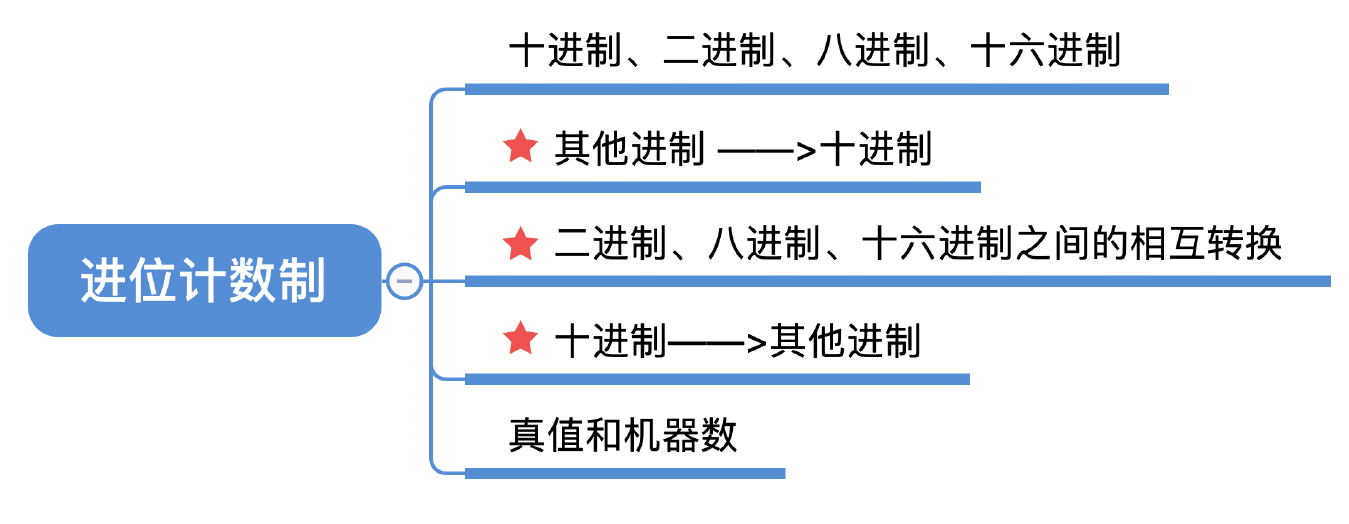 十进制、二进制、八进制、十六进制
其他进制 ——>十进制
二进制、八进制、十六进制之间的相互转换
进位计数制
十进制——>其他进制
真值和机器数